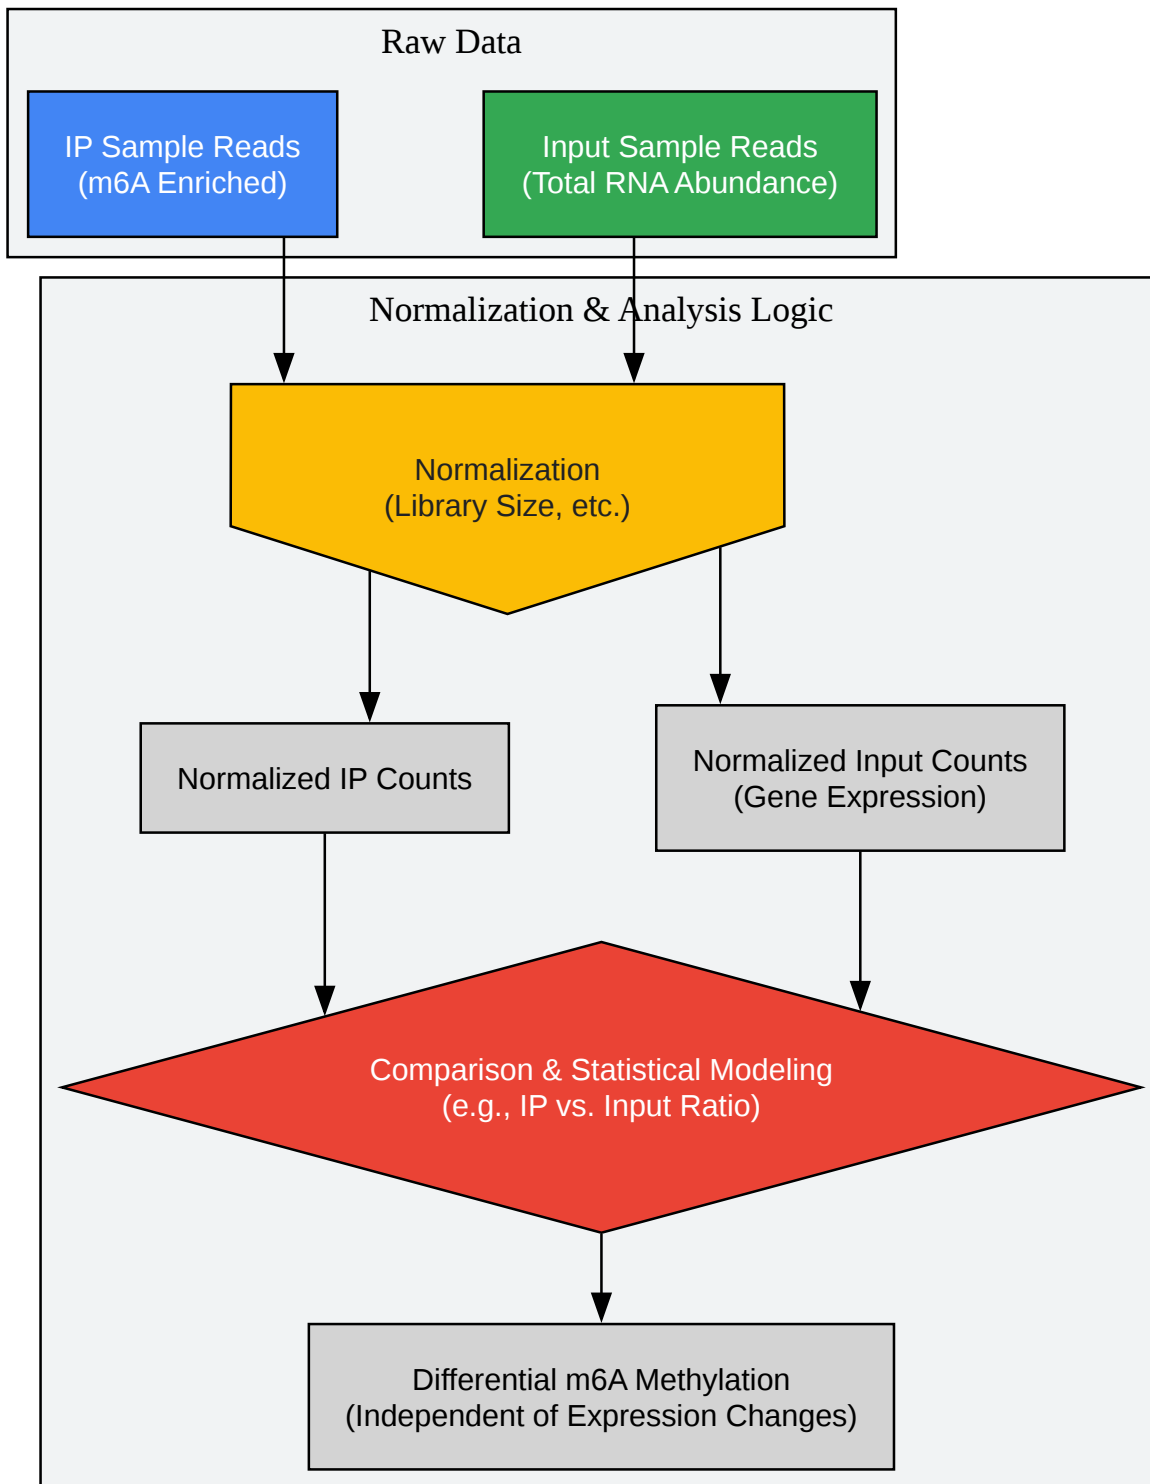 Raw Data
IP Sample Reads
(m6A Enriched)
Input Sample Reads
(Total RNA Abundance)
Normalization & Analysis Logic
Normalization
(Library Size, etc.)
Normalized IP Counts
Normalized Input Counts
(Gene Expression)
Comparison & Statistical Modeling
(e.g., IP vs. Input Ratio)
Differential m6A Methylation
(Independent of Expression Changes)